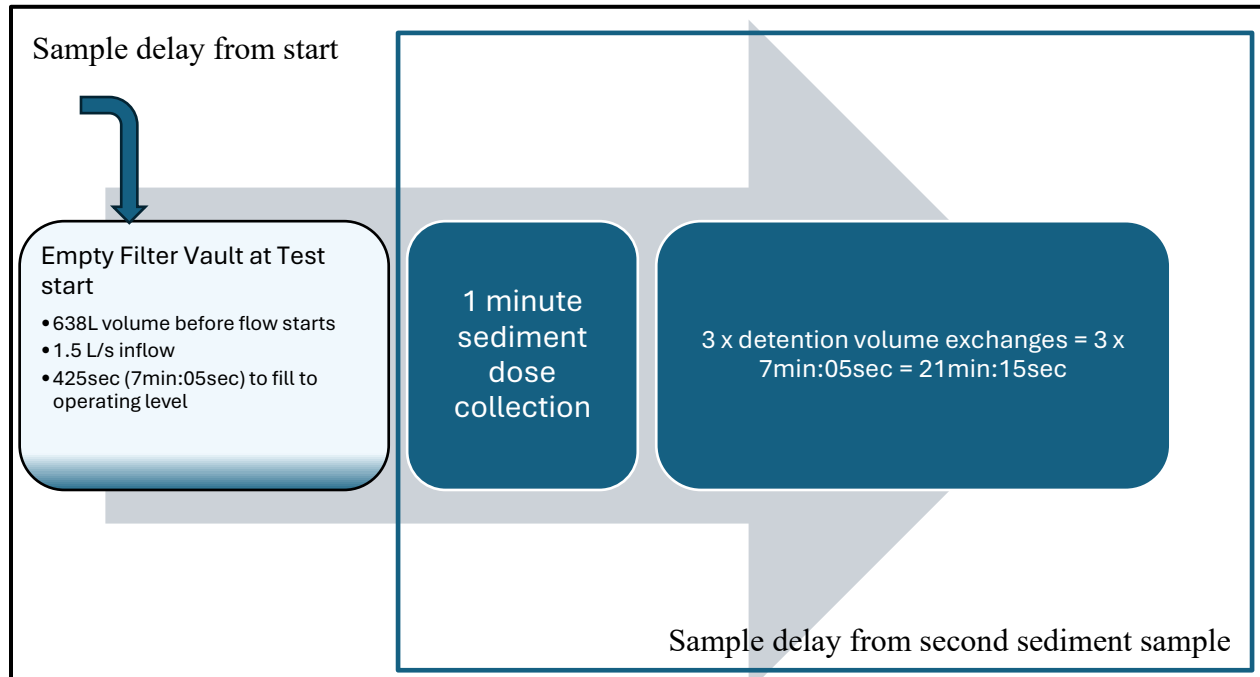 Sample delay from start
Empty Filter Vault at Test
start
•638L volume before flow starts
•1.5 L/s inflow
•425sec (7min:05sec) to fill to
operating level
1 minute
sediment
dose
collection
3 x detention volume exchanges = 3 x
7min:05sec = 21min:15sec
Sample delay from second sediment sample